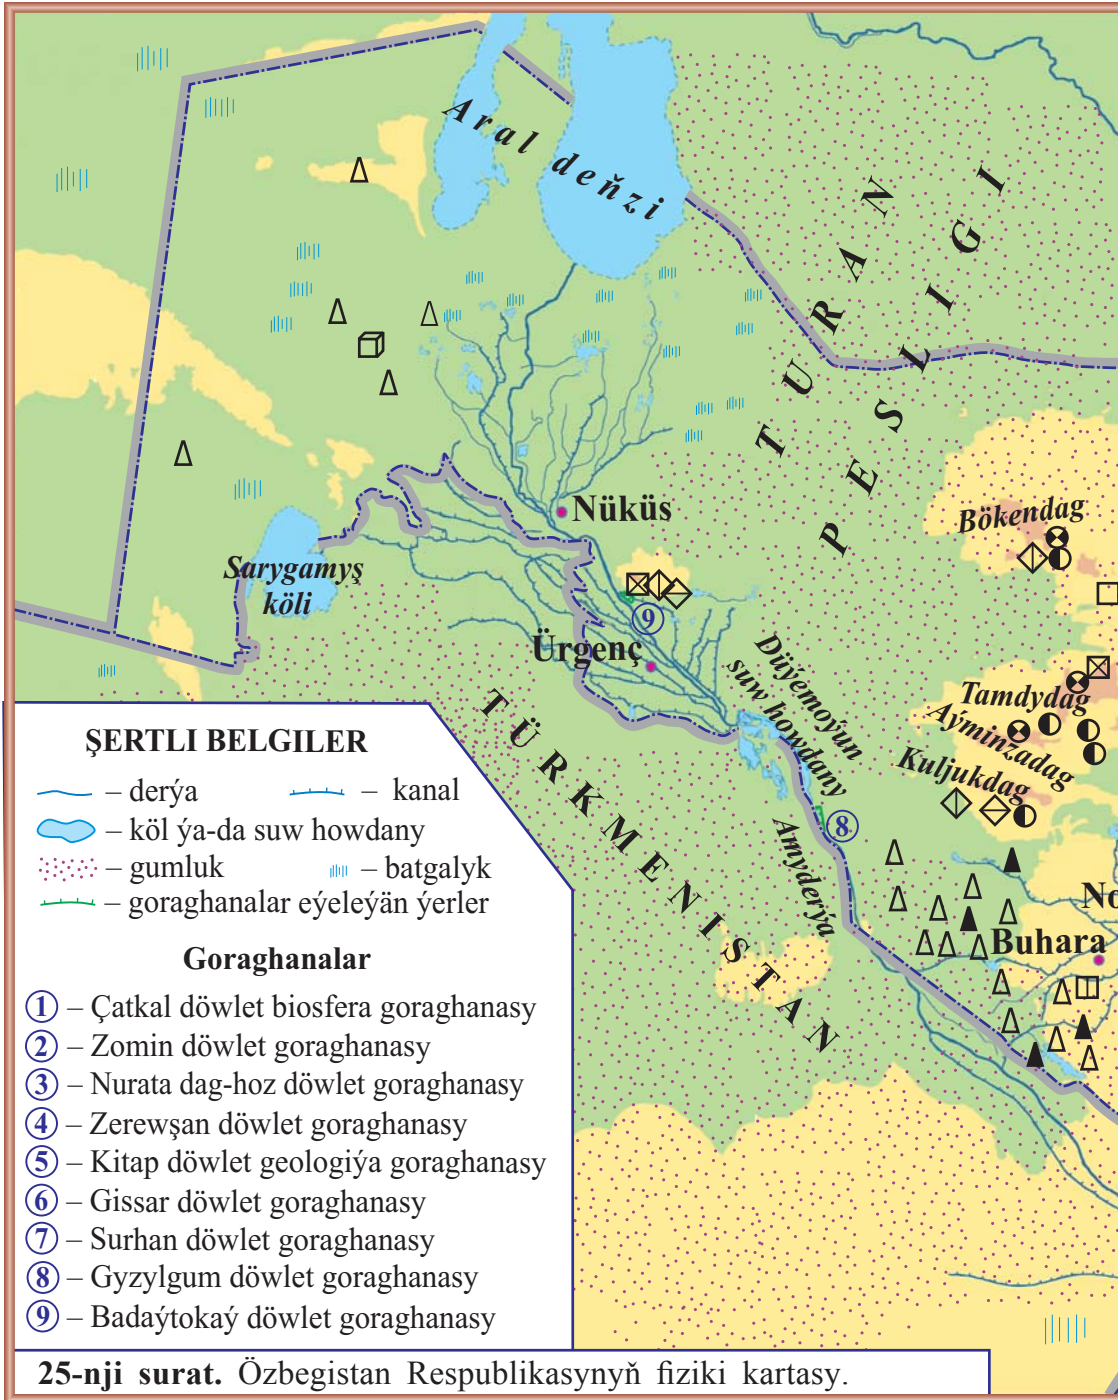 Aral deňzi
TURAN
PESLIGI
Nüküs
Bökendag
Sarygamyş
köli
9
Ürgenç
Düýemoýun
suw howdany
Tamdydag
Aýminzadag
Kuljukdag
8
Amyderýa
TÜRKMENISTAN
No
Buhara
ŞERTLI BELGILER
– derýa
– kanal
– köl ýa-da suw howdany
– gumluk
– batgalyk
– goraghanalar eýeleýän ýerler
Goraghanalar
1 – Çatkal döwlet biosfera goraghanasy
2 – Zomin döwlet goraghanasy
3 – Nurata dag-hoz döwlet goraghanasy
4 – Zerewşan döwlet goraghanasy
5 – Kitap döwlet geologiýa goraghanasy
6 – Gissar döwlet goraghanasy
7 – Surhan döwlet goraghanasy
8 – Gyzylgum döwlet goraghanasy
9 – Badaýtokaý döwlet goraghanasy
25-nji surat. Özbegistan Respublikasynyň fiziki kartasy.